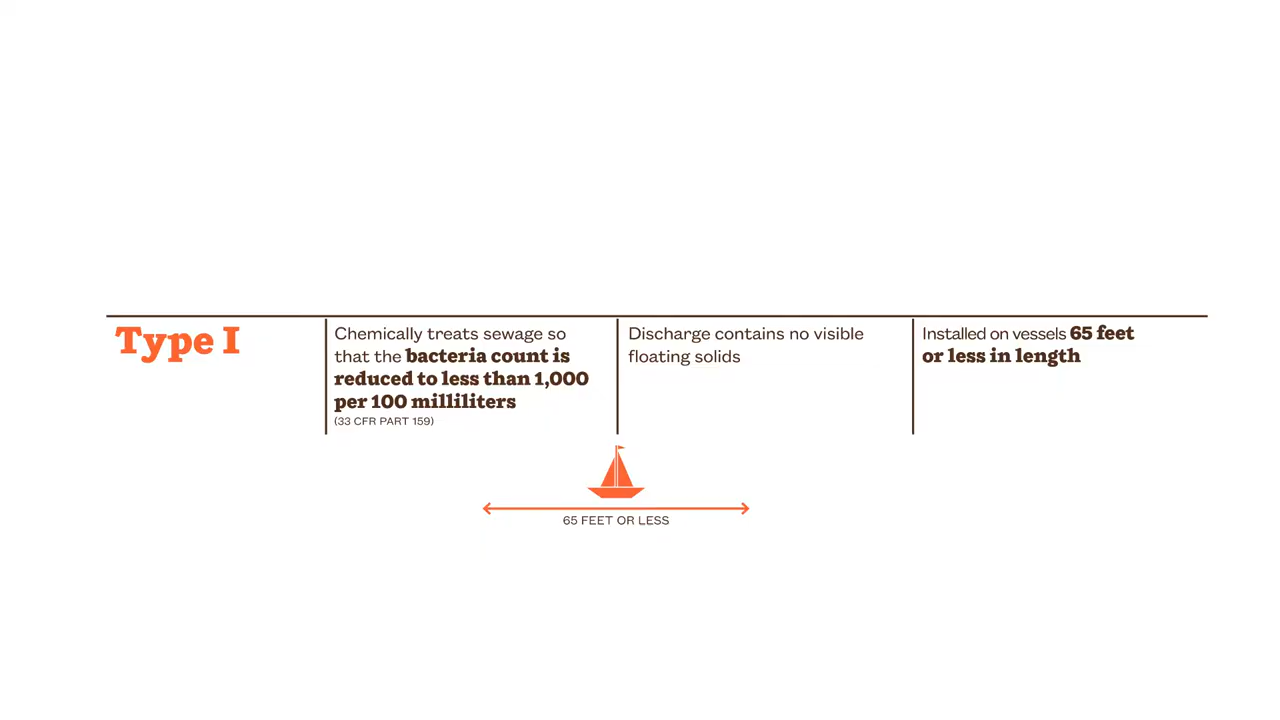 Type I
Chemically treats sewage so
that the bacteria count is
reduced to less than 1,000
per 100 milliliters
(33 CFR PART 159)
Discharge contains no visible
floating solids
Installed on vessels 65 feet
or less in length
65 FEET OR LESS